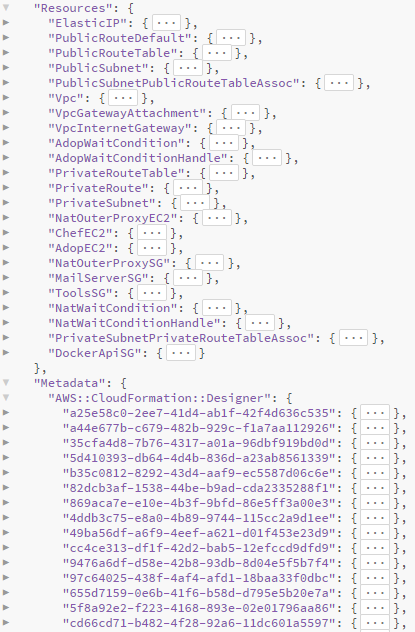 "Resources": {
"ElasticIP": {...},
"PublicRouteDefault": {...},
"PublicRouteTable": {...},
"PublicSubnet": {...},
"PublicSubnetPublicRouteTableAssoc": {...},
"Vpc": {...},
"VpcGatewayAttachment": {...},
"VpcInternetGateway": {...},
"AdopWaitCondition": {...},
"AdopWaitConditionHandle": {...},
"PrivateRouteTable": {...},
"PrivateRoute": {...},
"PrivateSubnet": {...},
"NatOuterProxyEC2": {...},
"ChefEC2": {...},
"AdopEC2": {...},
"NatOuterProxySG": {...},
"MailServerSG": {...},
"ToolsSG": {...},
"NatWaitCondition": {...},
"NatWaitConditionHandle": {...},
"PrivateSubnetPrivateRouteTableAssoc": {...},
"DockerApiSG": {...}
},
"Metadata": {
"AWS::CloudFormation::Designer": {
"a25e58c0-2ee7-41d4-ab1f-42f4d636c535": {...},
"a44e677b-c679-482b-929c-f1a7aa112926": {...},
"35cfa4d8-7b76-4317-a01a-96dbf919bd0d": {...},
"5d410393-db64-4d4b-836d-a23ab8561339": {...},
"b35c0812-8292-43d4-aaf9-ec5587d06c6e": {...},
"82dcb3af-1538-44be-b9ad-cda2335288f1": {...},
"869aca7e-e10e-4b3f-9bfd-86e5ff3a00e3": {...},
"4ddb3c75-e8a0-4b89-9744-115cc2a9d1ee": {...},
"49ba56df-a6f9-4eef-a621-d01f453e23d9": {...},
"cc4ce313-df1f-42d2-bab5-12efccd9dfd9": {...},
"9476a6df-d58e-42b8-93db-8d04e5f5b7f4": {...},
"97c64025-438f-4af4-afd1-18baa33f0dbc": {...},
"655d7159-0e6b-41f6-b58d-d795e5b20e7a": {...},
"5f8a92e2-f223-4168-893e-02e01796aa86": {...},
"cd66cd71-b482-4f28-92a6-11dc601a5597": {...},